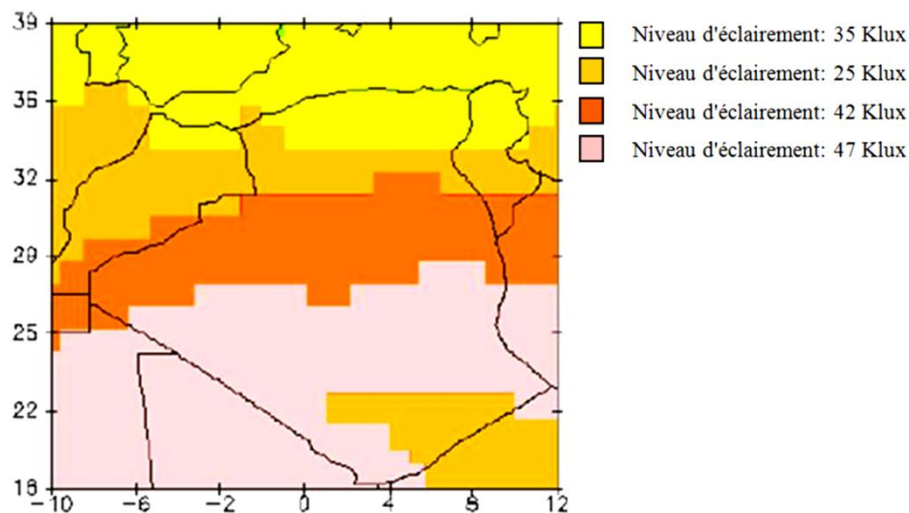 39
35
32
29
25
22
18
-10 -6 -2 0 4 8 12
Niveau d'éclairement: 35 Klux
Niveau d'éclairement: 25 Klux
Niveau d'éclairement: 42 Klux
Niveau d'éclairement: 47 Klux